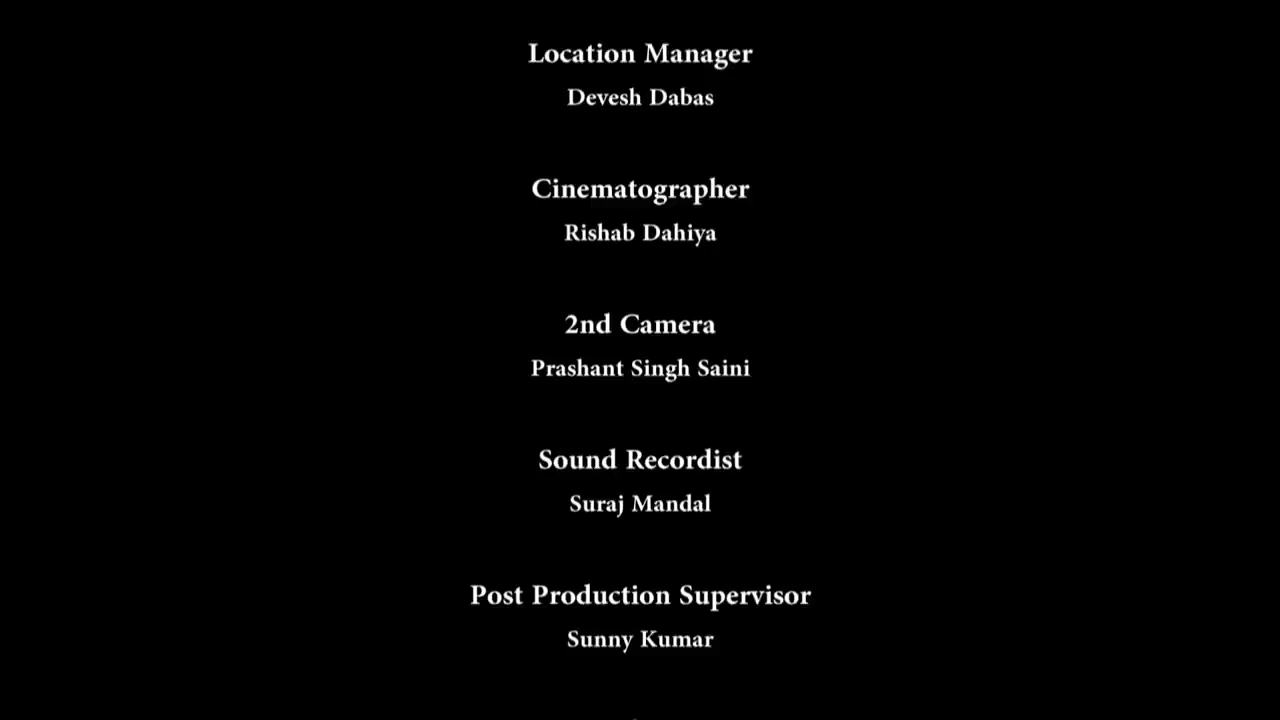 Location Manager
Devesh Dabas
Cinematographer
Rishab Dahiya
2nd Camera
Prashant Singh Saini
Sound Recordist
Suraj Mandal
Post Production Supervisor
Sunny Kumar